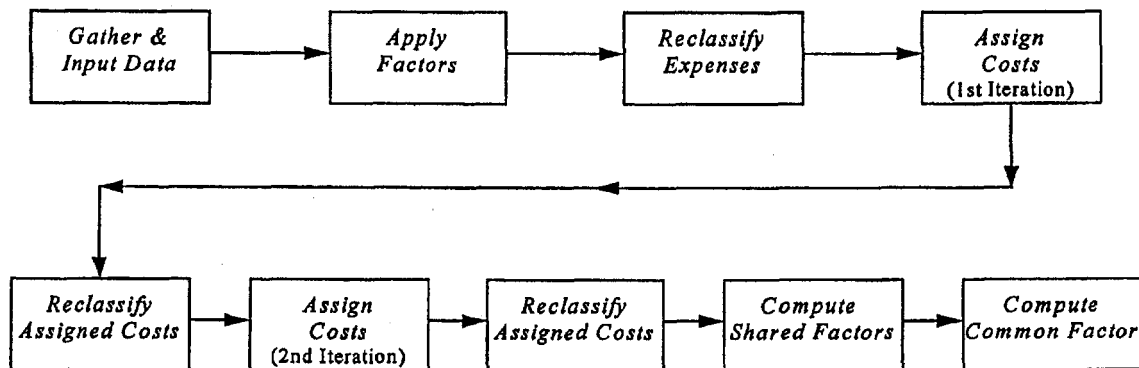 Gather &
Input Data
Apply
Factors
Reclassify
Expenses
Assign
Costs
(1st Iteration)
Reclassify
Assigned Costs
Assign
Costs
(2nd Iteration)
Reclassify
Assigned Costs
Compute
Shared Factors
Compute
Common Factor